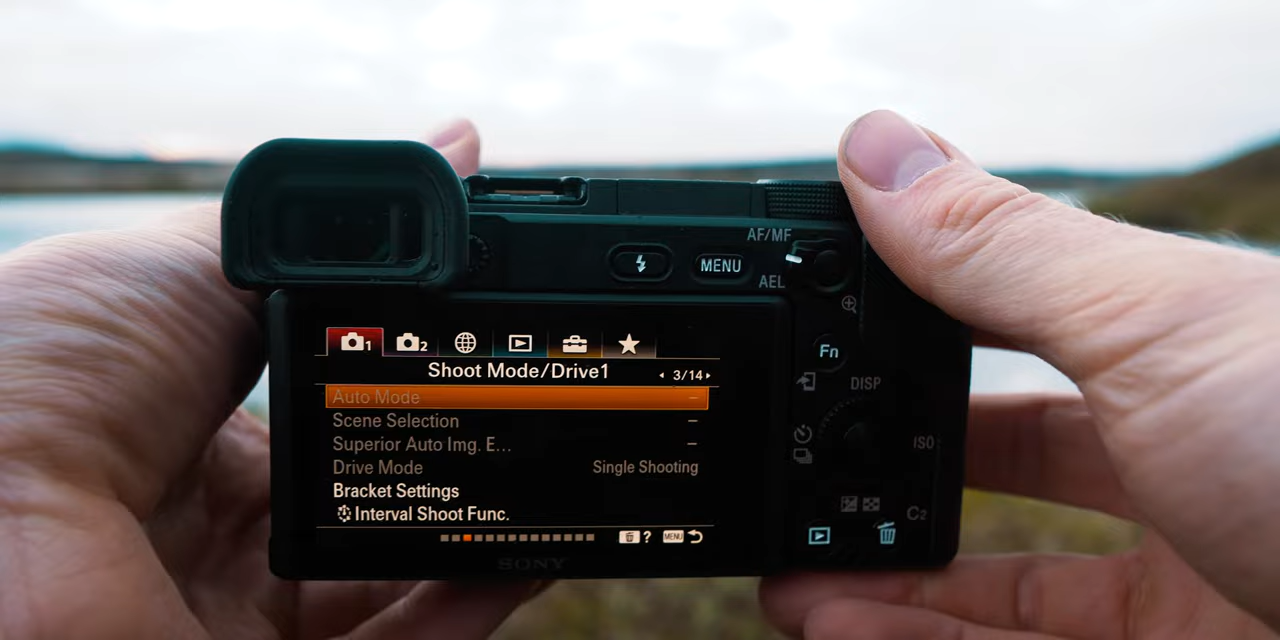 AF/MF
MENU
AEL
Fn
DISP
ISO
C2
1 2
Shoot Mode/Drive1 3/14
Auto Mode –
Scene Selection –
Superior Auto Img. E... –
Drive Mode Single Shooting
Bracket Settings
Interval Shoot Func.
? MENU
SONY